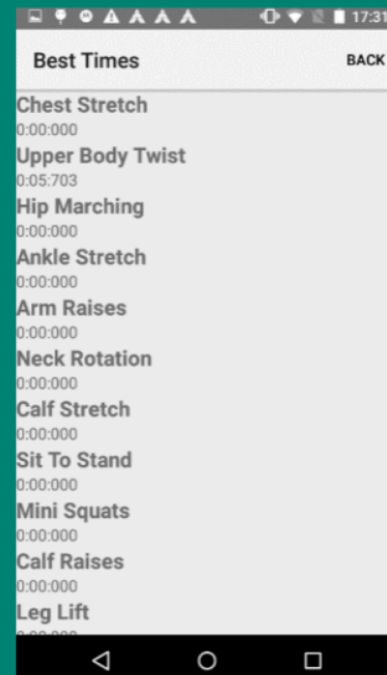 17:31
Best Times
BACK
Chest Stretch
0:00:000
Upper Body Twist
0:05:703
Hip Marching
0:00:000
Ankle Stretch
0:00:000
Arm Raises
0:00:000
Neck Rotation
0:00:000
Calf Stretch
0:00:000
Sit To Stand
0:00:000
Mini Squats
0:00:000
Calf Raises
0:00:000
Leg Lift